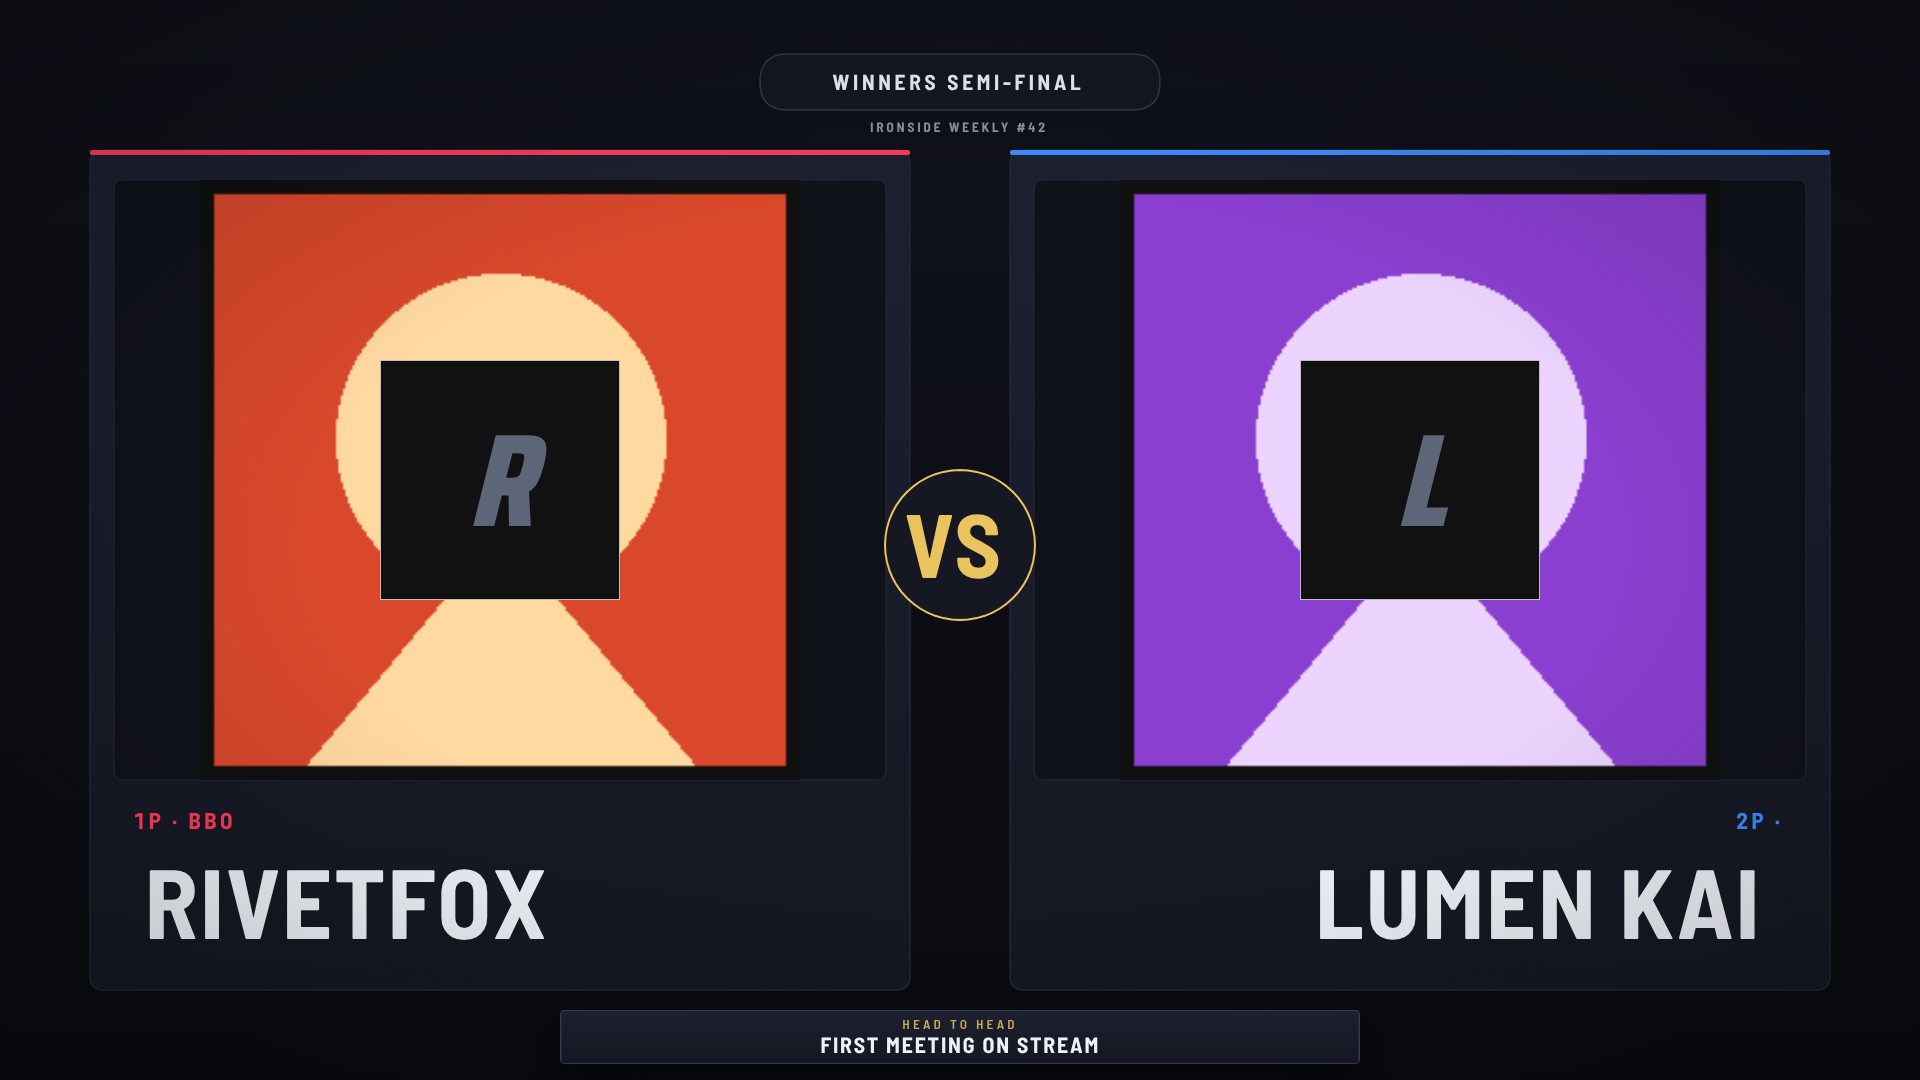 WINNERS SEMI-FINAL
IRONSIDE WEEKLY #42
R
L
VS
1P · BBO
2P ·
RIVETFOX
LUMEN KAI
HEAD TO HEAD
FIRST MEETING ON STREAM